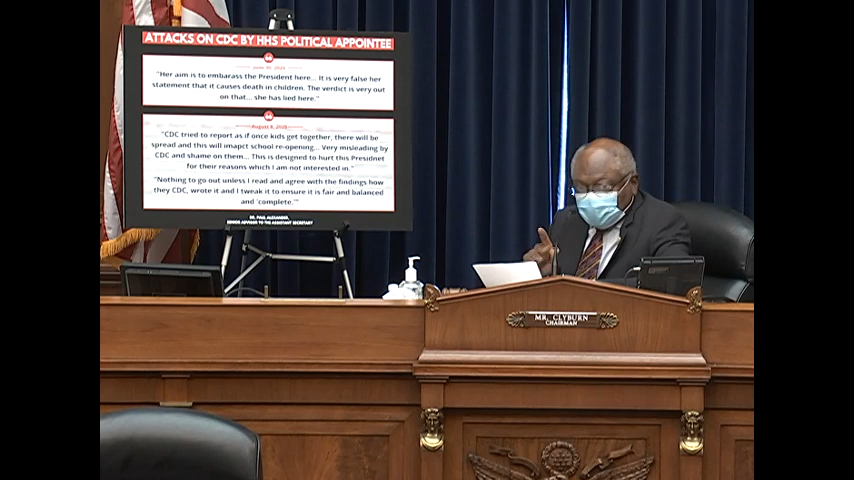 ATTACKS ON CDC BY HHS POLITICAL APPOINTEE
"Her aim is to embarass the President here... It is very false her
statement that it causes death in children. The verdict is very out
on that... she has lied here."
August 8, 2020
"CDC tried to report as if once kids get together, there will be
spread and this will imapct school re-opening... Very misleading by
CDC and shame on them... This is designed to hurt this Presidnet
for their reasons which I am not interested in."
"Nothing to go out unless I read and agree with the findings how
they CDC, wrote it and I tweak it to ensure it is fair and balanced
and 'complete.'"
DR. PAUL ALEXANDER,
SENIOR ADVISOR TO THE ASSISTANT SECRETARY
MR. CLYBURN
CHAIRMAN